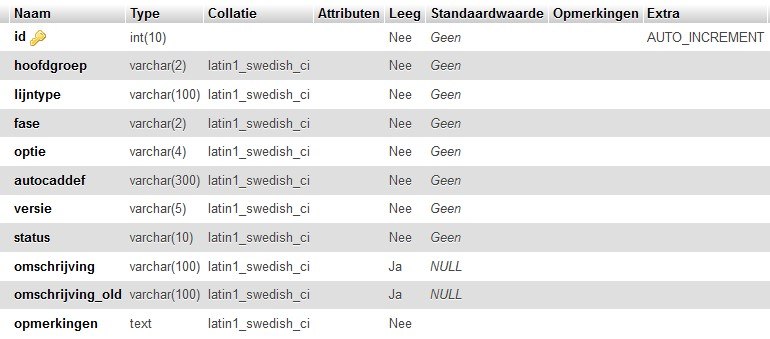 Naam Type Collatie Attributen Leeg Standaardwaarde Opmerkingen Extra
id int(10) Nee Geen AUTO_INCREMENT
hoofdgroep varchar(2) latin1_swedish_ci Nee Geen
lijntype varchar(100) latin1_swedish_ci Nee Geen
fase varchar(2) latin1_swedish_ci Nee Geen
optie varchar(4) latin1_swedish_ci Nee Geen
autocaddef varchar(300) latin1_swedish_ci Nee Geen
versie varchar(5) latin1_swedish_ci Nee Geen
status varchar(10) latin1_swedish_ci Nee Geen
omschrijving varchar(100) latin1_swedish_ci Ja NULL
omschrijving_old varchar(100) latin1_swedish_ci Ja NULL
opmerkingen text latin1_swedish_ci Nee